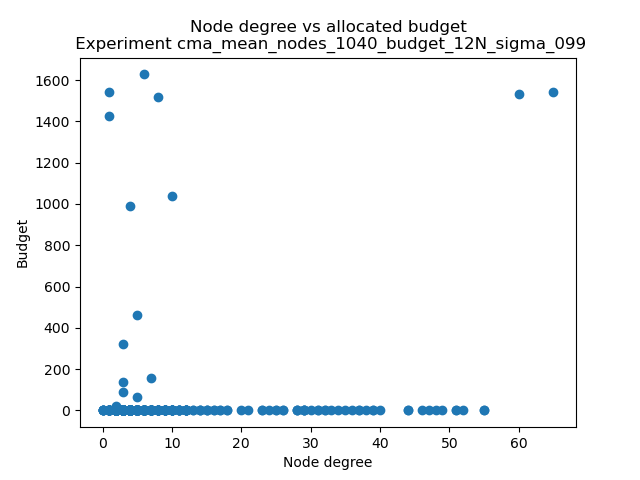 Node degree vs allocated budget
Experiment cma_mean_nodes_1040_budget_12N_sigma_099
1600
1400
1200
1000
800
600
400
200
0
Budget
0 10 20 30 40 50 60
Node degree